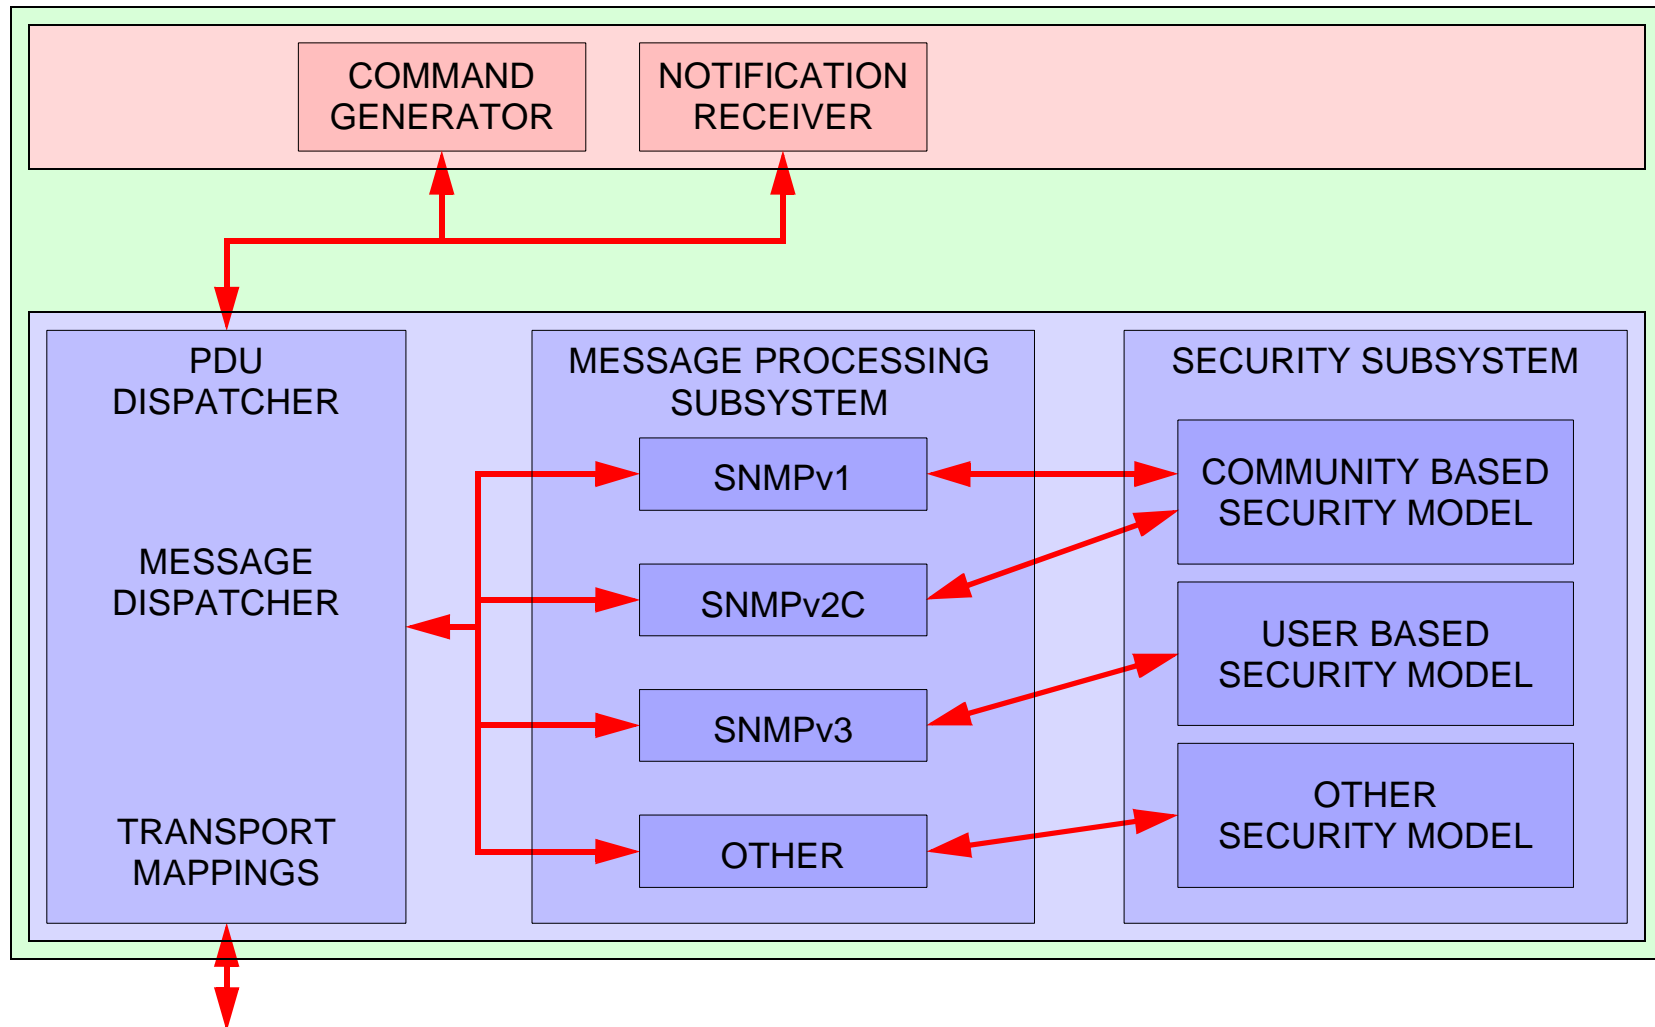 COMMAND
GENERATOR
NOTIFICATION
RECEIVER
PDU
DISPATCHER
MESSAGE
DISPATCHER
TRANSPORT
MAPPINGS
MESSAGE PROCESSING
SUBSYSTEM
SNMPv1
SNMPv2C
SNMPv3
OTHER
SECURITY SUBSYSTEM
COMMUNITY BASED
SECURITY MODEL
USER BASED
SECURITY MODEL
OTHER
SECURITY MODEL